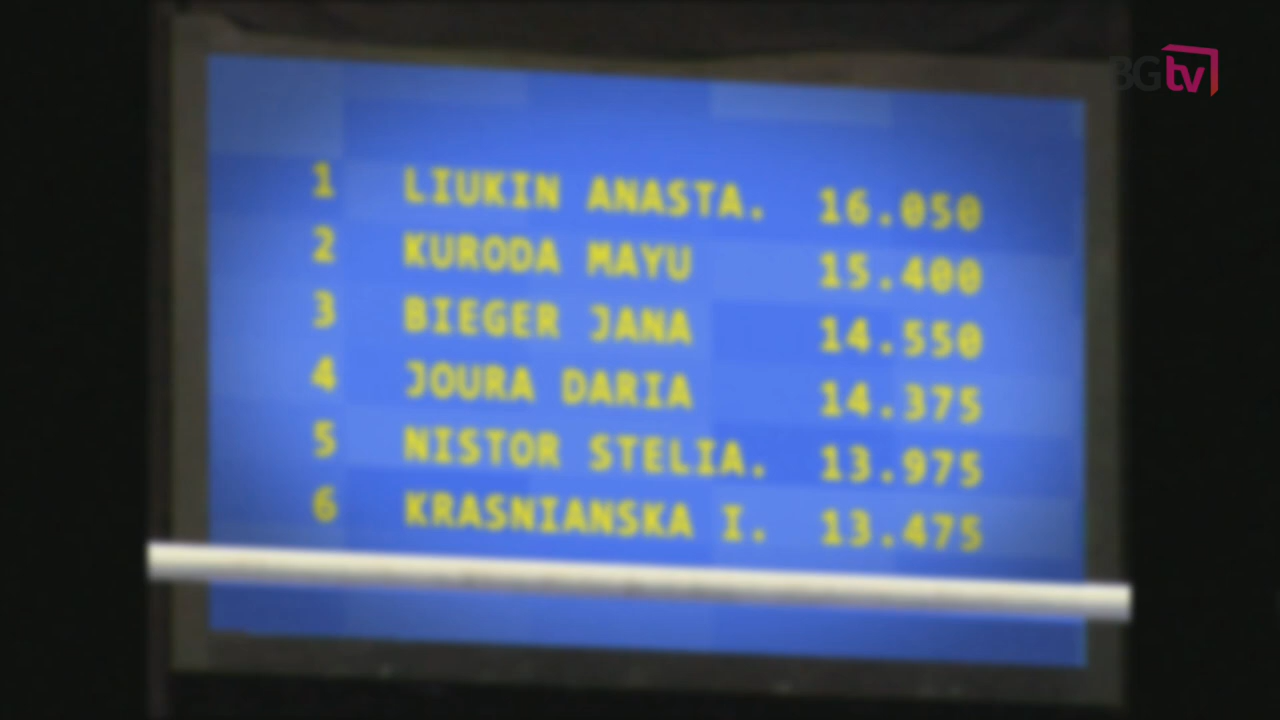 BGtv
1 LIUKIN ANASTA. 16.050
2 KURODA MAYU 15.400
3 BIEGER JANA 14.550
4 JOURA DARIA 14.375
5 NISTOR STELIA. 13.975
6 KRASNIANSKA I. 13.475